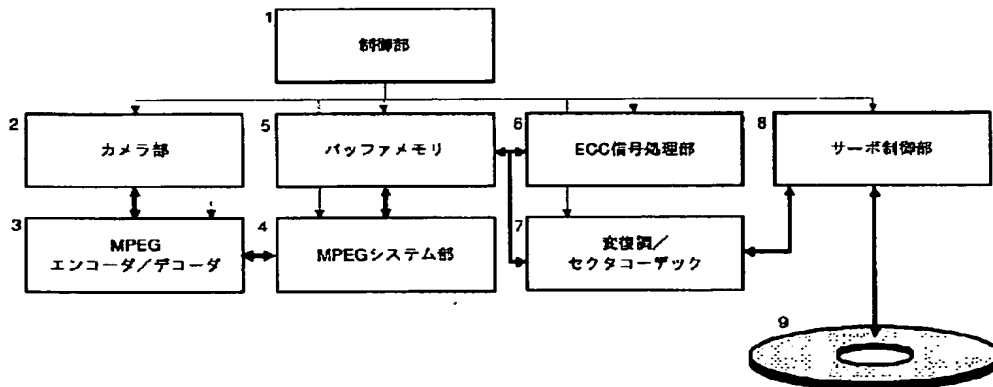 1
制御部
2
カメラ部
5
バッファメモリ
6
ECC信号処理部
8
サーボ制御部
3
MPEG
エンコーダ/デコーダ
4
MPEGシステム部
7
変復調/
セクタコーデック
9